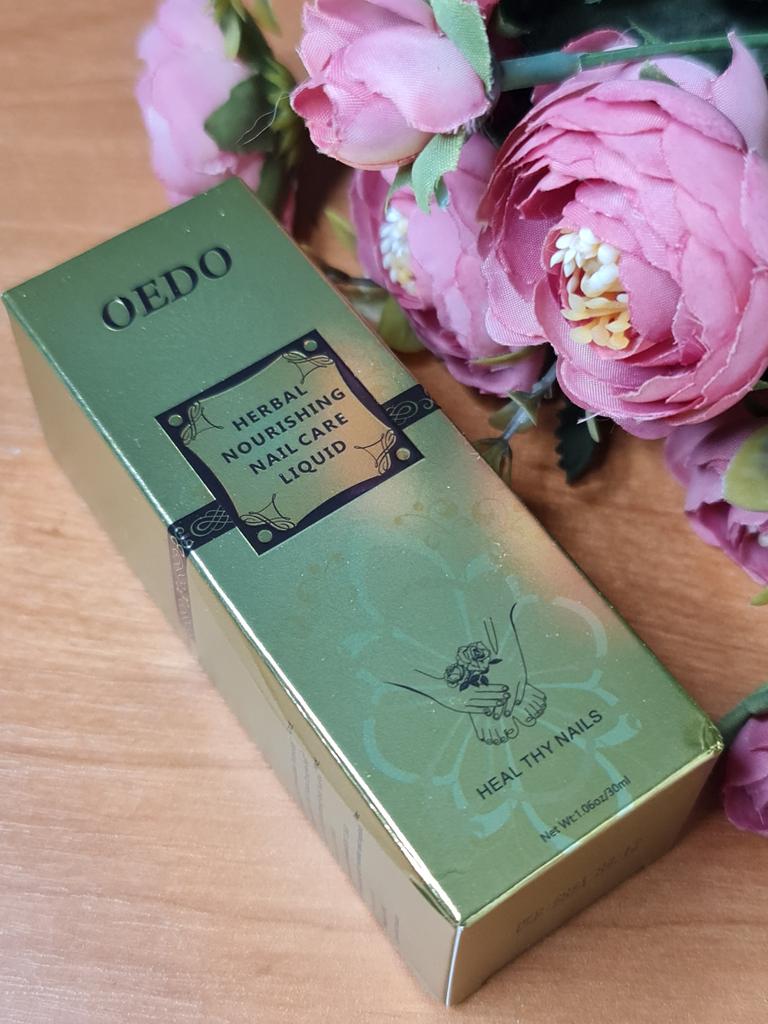 OEDO
HERBAL
NOURISHING
NAIL CARE
LIQUID
HEAL THY NAILS
Net Wt:1.06oz/30ml